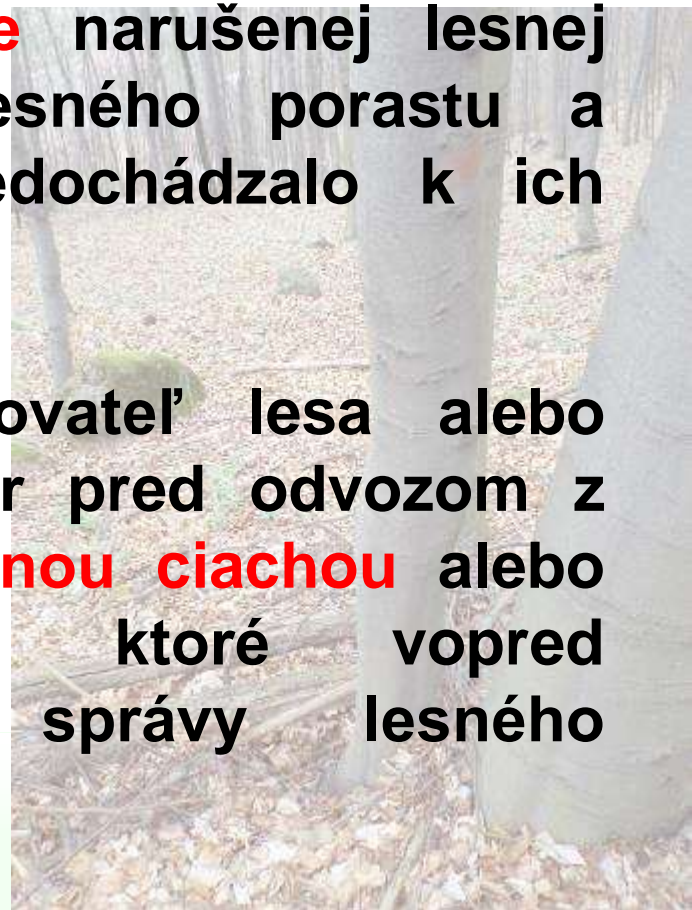 e narušenej lesnej
esného porastu a
edochádzalo k ich
ovateľ lesa alebo
r pred odvozom z
nou ciachou alebo
ktoré vopred
správy lesného